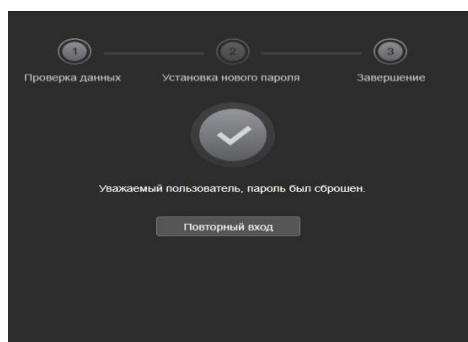 1 2 3
Проверка данных Установка нового пароля Завершение
Уважаемый пользователь, пароль был сброшен.
Повторный вход